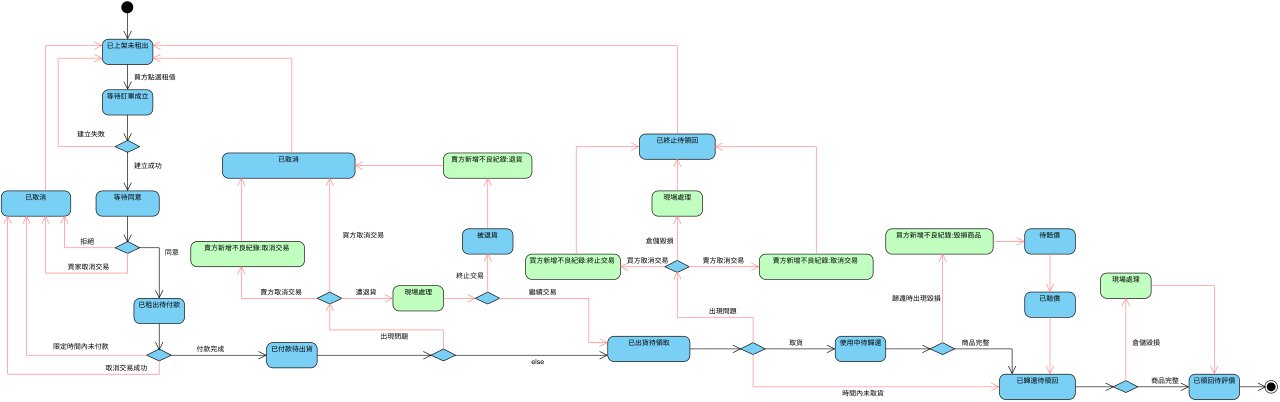 已上架未租出
買方點選租借
等待訂單成立
建立失敗
建立成功
已取消
等待同意
拒絕
同意
賣家取消交易
已租出待付款
限定時間內未付款
付款完成
取消交易成功
已付款待出貨
已取消
賣方新增不良紀錄:退貨
賣方新增不良紀錄:取消交易
買方取消交易
被退貨
終止交易
賣方取消交易
遭退貨
現場處理
繼續交易
出現問題
else
已終止待領回
現場處理
倉儲毀損
買方新增不良紀錄:終止交易
買方取消交易
賣方取消交易
賣方新增不良紀錄:取消交易
出現問題
已出貨待領取
取貨
使用中待歸還
時間內未取貨
買方新增不良紀錄:毀損商品
待賠償
歸還時出現毀損
已賠償
商品完整
已歸還待領回
現場處理
倉儲毀損
商品完整
已領回待評價